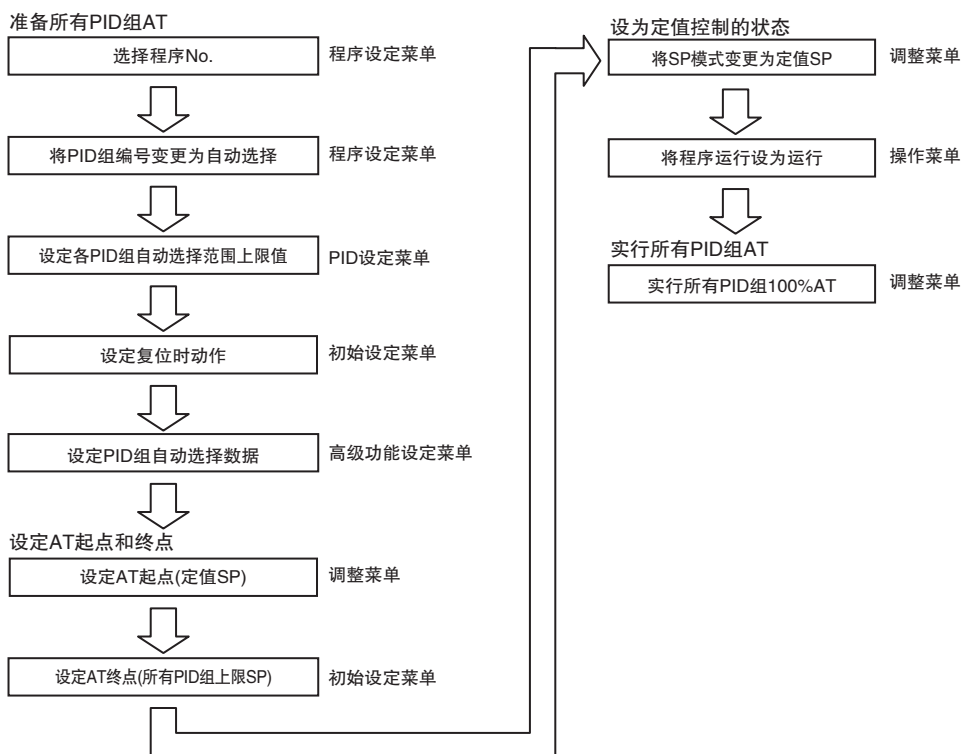 准备所有PID组AT
选择程序No.
程序设定菜单
将PID组编号变更为自动选择
程序设定菜单
设定各PID组自动选择范围上限值
PID设定菜单
设定复位时动作
初始设定菜单
设定PID组自动选择数据
高级功能设定菜单
设定AT起点和终点
设定AT起点(定值SP)
调整菜单
设定AT终点(所有PID组上限SP)
初始设定菜单
设为定值控制的状态
将SP模式变更为定值SP
调整菜单
将程序运行设为运行
操作菜单
实行所有PID组AT
实行所有PID组100%AT
调整菜单